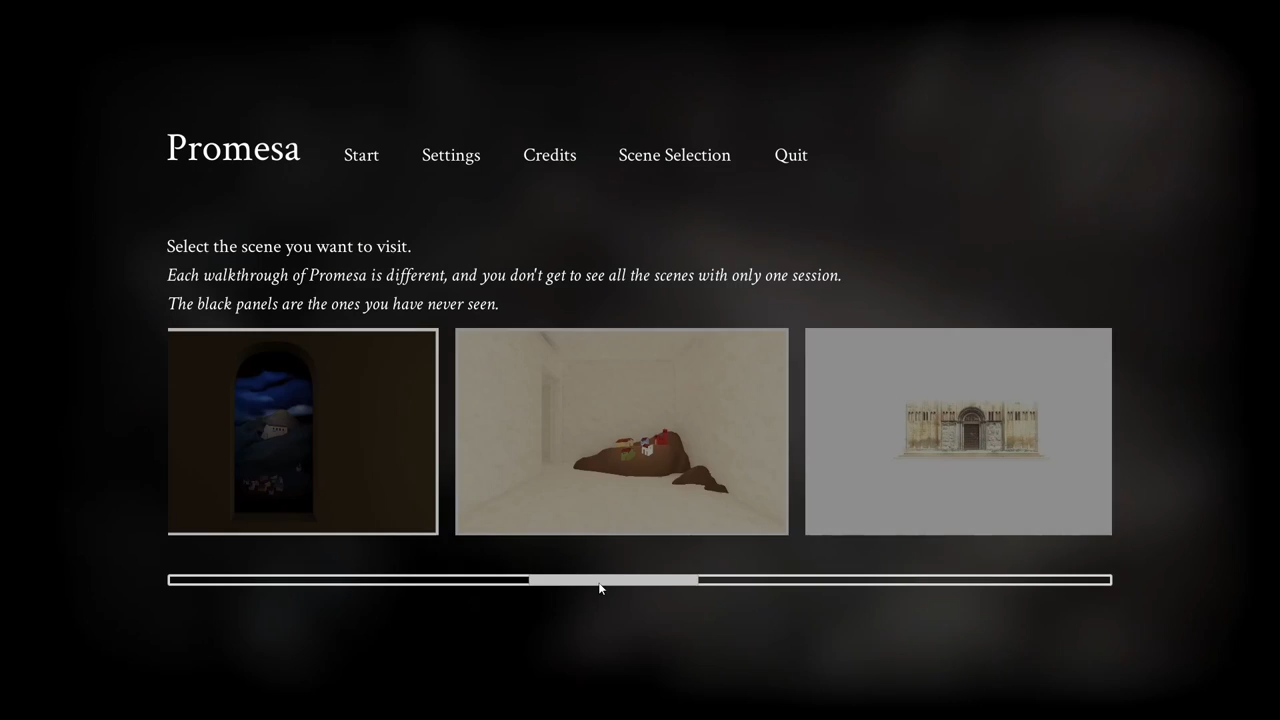 Promesa Start Settings Credits Scene Selection Quit
Select the scene you want to visit.
Each walkthrough of Promesa is different, and you don't get to see all the scenes with only one session.
The black panels are the ones you have never seen.